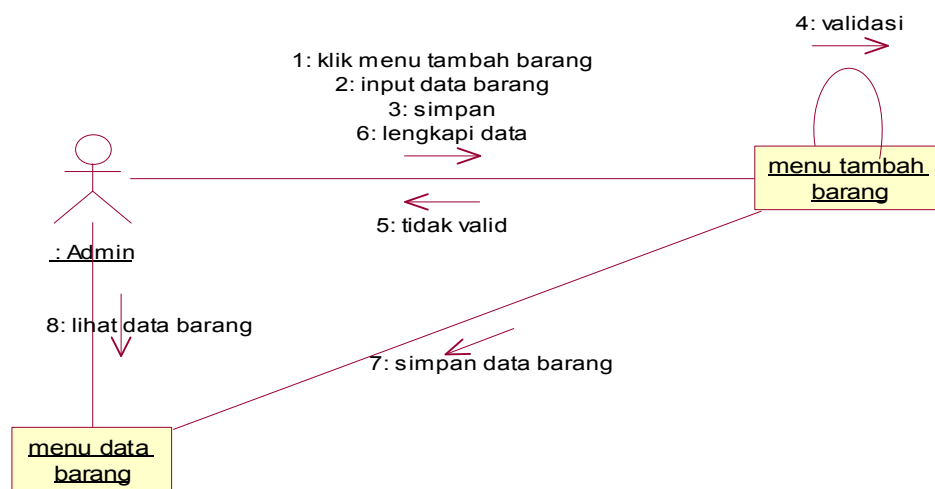 4: validasi
1: klik menu tambah barang
2: input data barang
3: simpan
6: lengkapi data
menu tambah
barang
5: tidak valid
: Admin
8: lihat data barang
7: simpan data barang
menu data
barang